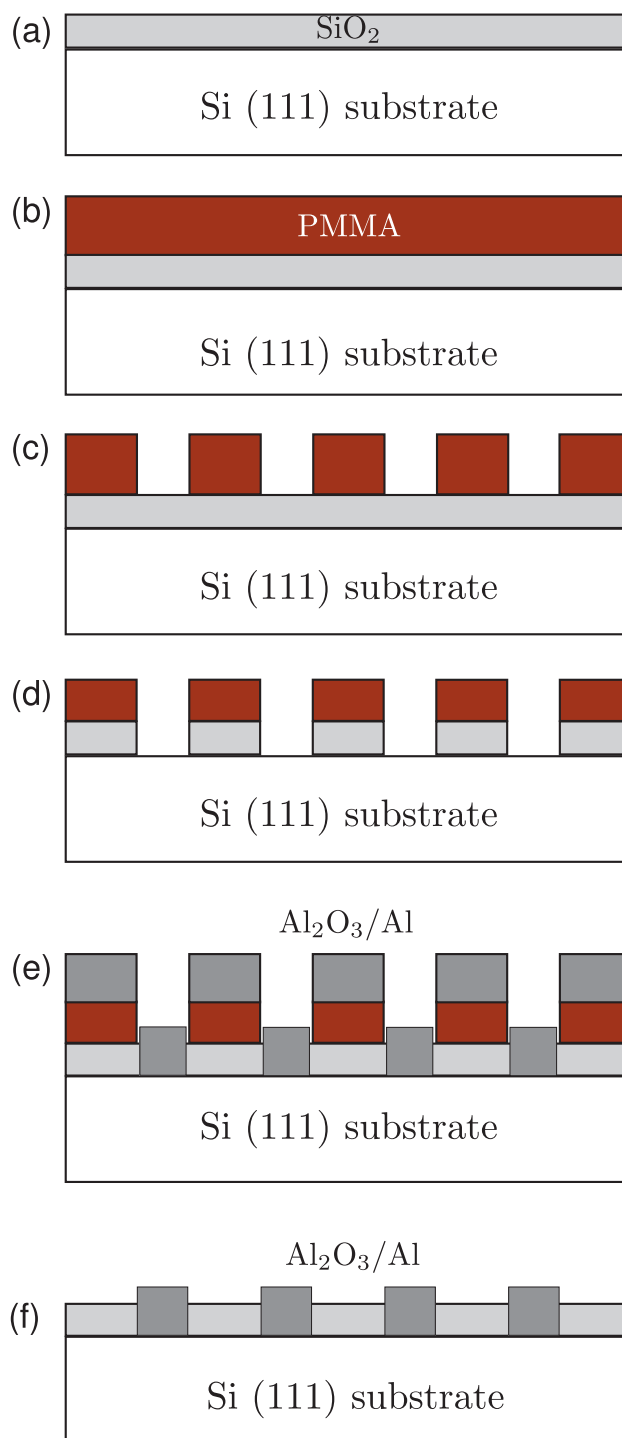 (a)
SiO₂
Si (111) substrate
(b)
PMMA
Si (111) substrate
(c)
Si (111) substrate
(d)
Si (111) substrate
Al₂O₃/Al
(e)
Si (111) substrate
Al₂O₃/Al
(f)
Si (111) substrate